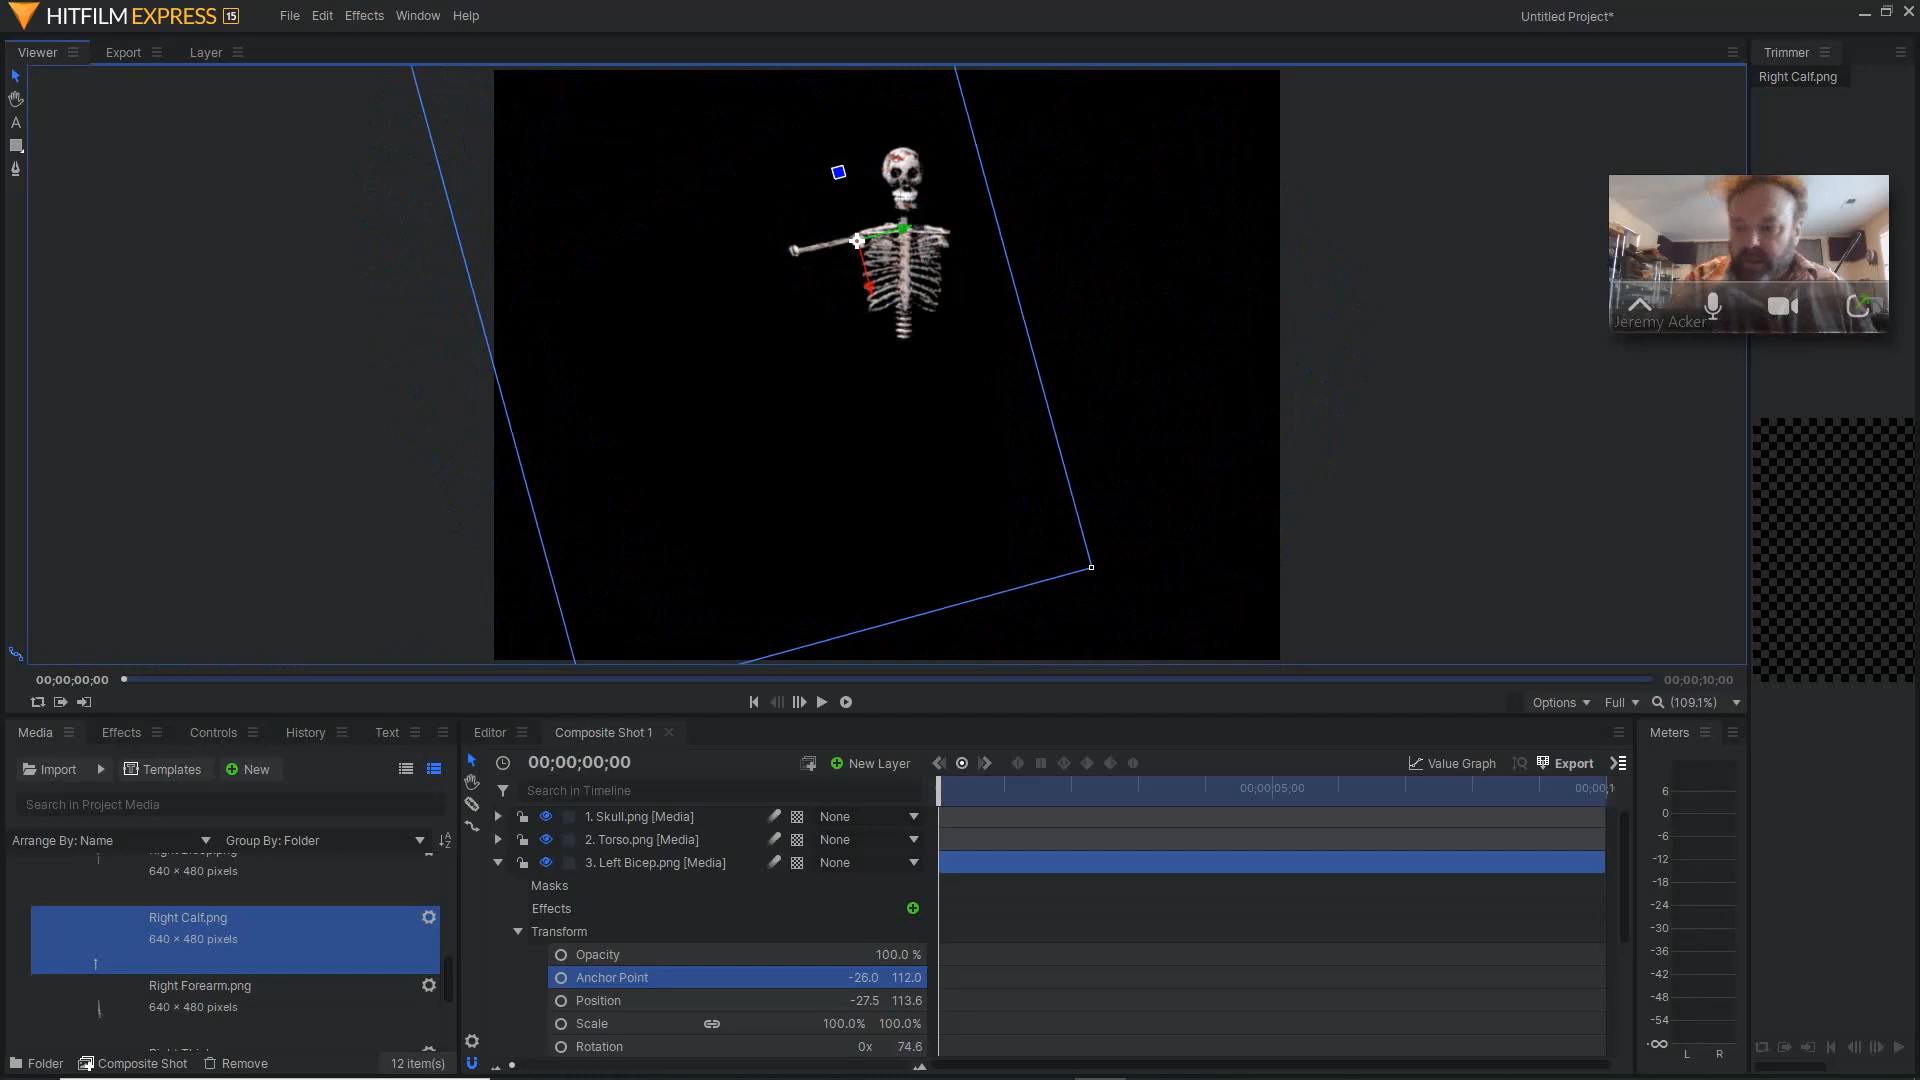 HITFILM EXPRESS 15
File Edit Effects Window Help
Untitled Project*
Viewer Export Layer
Trimmer
Right Calf.png
A
Jeremy Acker
00;00;00;00
00;00;10;00
Options Full (109.1%)
Media Effects Controls History Text
Editor Composite Shot 1
Meters
Import Templates New
00;00;00;00
New Layer
Value Graph
Export
Search in Project Media
Search in Timeline
00;00;05;00
Arrange By: Name Group By: Folder
1. Skull.png [Media] None
2. Torso.png [Media] None
3. Left Bicep.png [Media] None
640 × 480 pixels
Masks
Effects
Right Calf.png
640 × 480 pixels
Transform
Opacity 100.0 %
Anchor Point -26.0 112.0
Right Forearm.png
640 × 480 pixels
Position -27.5 113.6
Scale 100.0% 100.0%
Rotation 0x 74.6
Folder Composite Shot Remove 12 item(s)
6
0
-6
-12
-18
-24
-30
-36
-42
-48
-54
-∞
L R